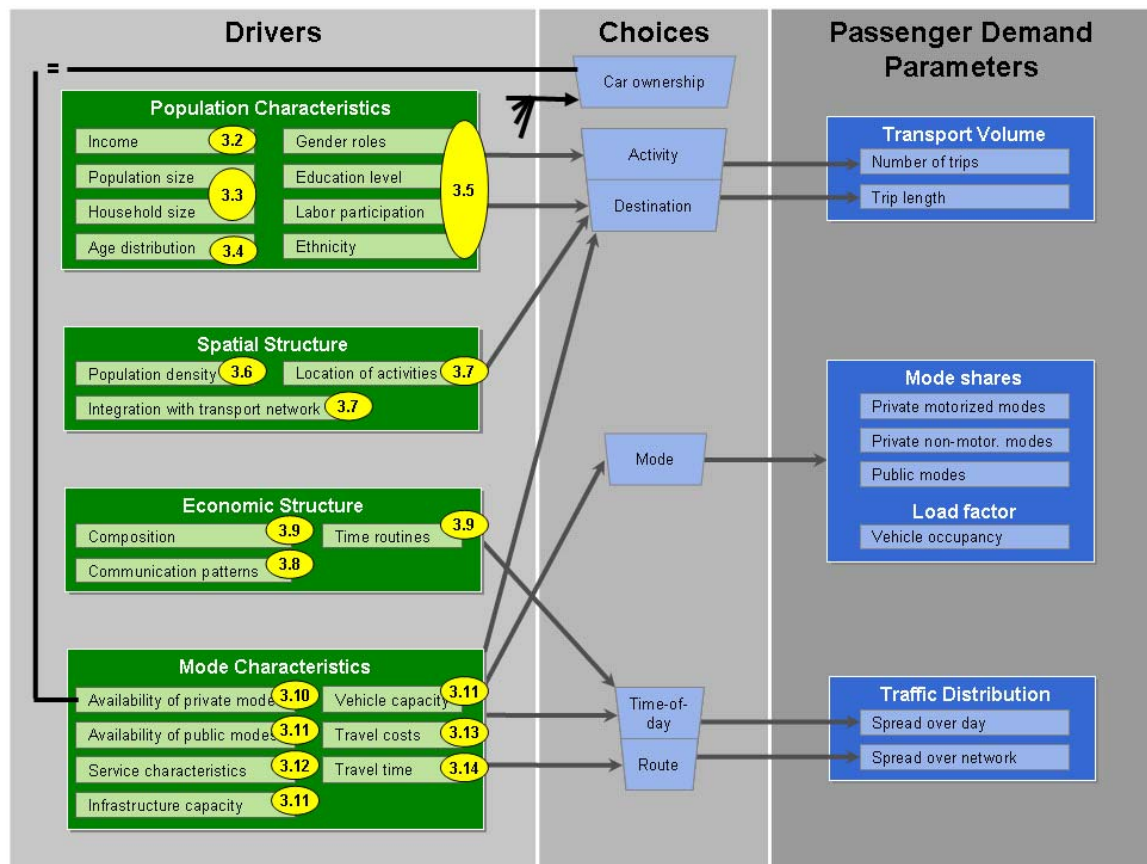 Drivers
Choices
Passenger Demand
Parameters
=
Car ownership
Population Characteristics
Income
3.2
Gender roles
Population size
3.3
Education level
3.5
Household size
Labor participation
Age distribution
3.4
Ethnicity
Activity
Destination
Transport Volume
Number of trips
Trip length
Spatial Structure
Population density
3.6
Location of activities
3.7
Integration with transport network
3.7
Mode
Mode shares
Private motorized modes
Private non-motor. modes
Public modes
Load factor
Vehicle occupancy
Economic Structure
Composition
3.9
Time routines
3.9
Communication patterns
3.8
Mode Characteristics
Availability of private mode
3.10
Vehicle capacity
3.11
Availability of public modes
3.11
Travel costs
3.13
Service characteristics
3.12
Travel time
3.14
Infrastructure capacity
3.11
Time-of-
day
Route
Traffic Distribution
Spread over day
Spread over network